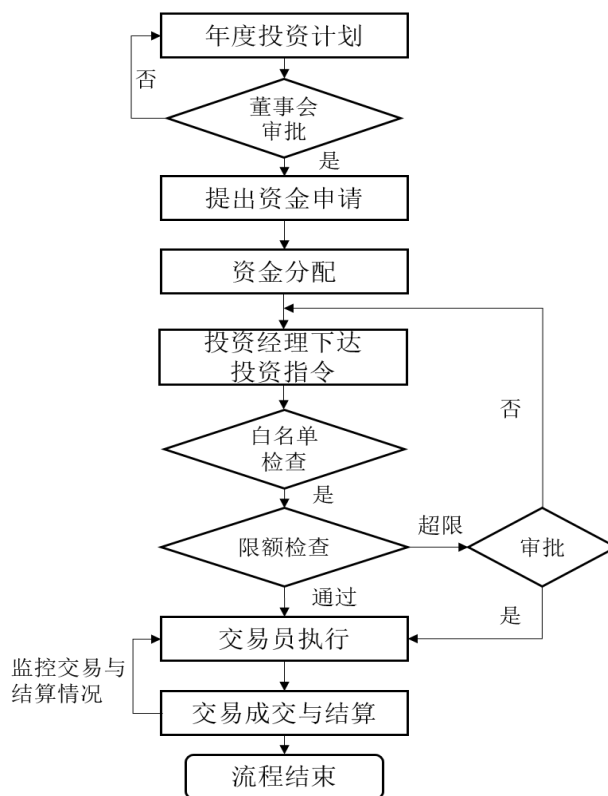 年度投资计划
否
董事会
审批
是
提出资金申请
资金分配
投资经理下达
投资指令
否
白名单
检查
是
限额检查
超限
审批
通过
是
交易员执行
监控交易与
结算情况
交易成交与结算
流程结束